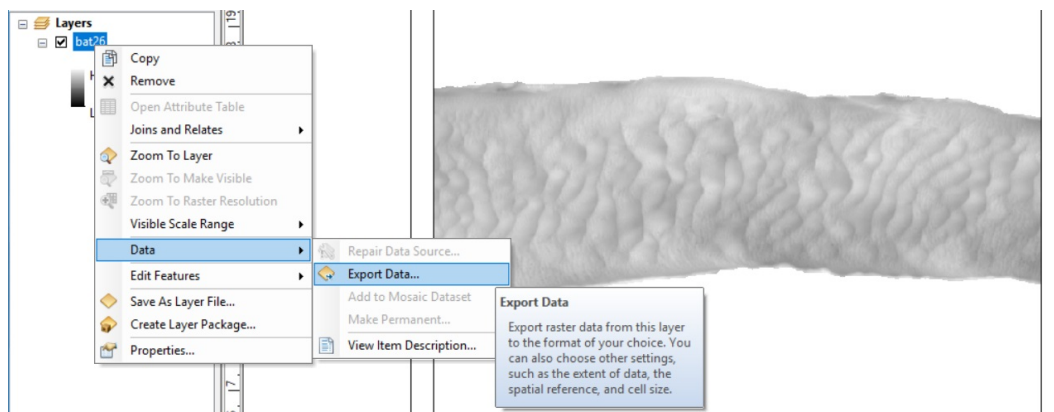 Layers
bat26
H
L
Copy
Remove
Open Attribute Table
Joins and Relates
Zoom To Layer
Zoom To Make Visible
Zoom To Raster Resolution
Visible Scale Range
Data
Edit Features
Save As Layer File...
Create Layer Package...
Properties...
Repair Data Source...
Export Data...
Add to Mosaic Dataset
Make Permanent...
View Item Description...
Export Data
Export raster data from this layer
to the format of your choice. You
can also choose other settings,
such as the extent of data, the
spatial reference, and cell size.
19
7